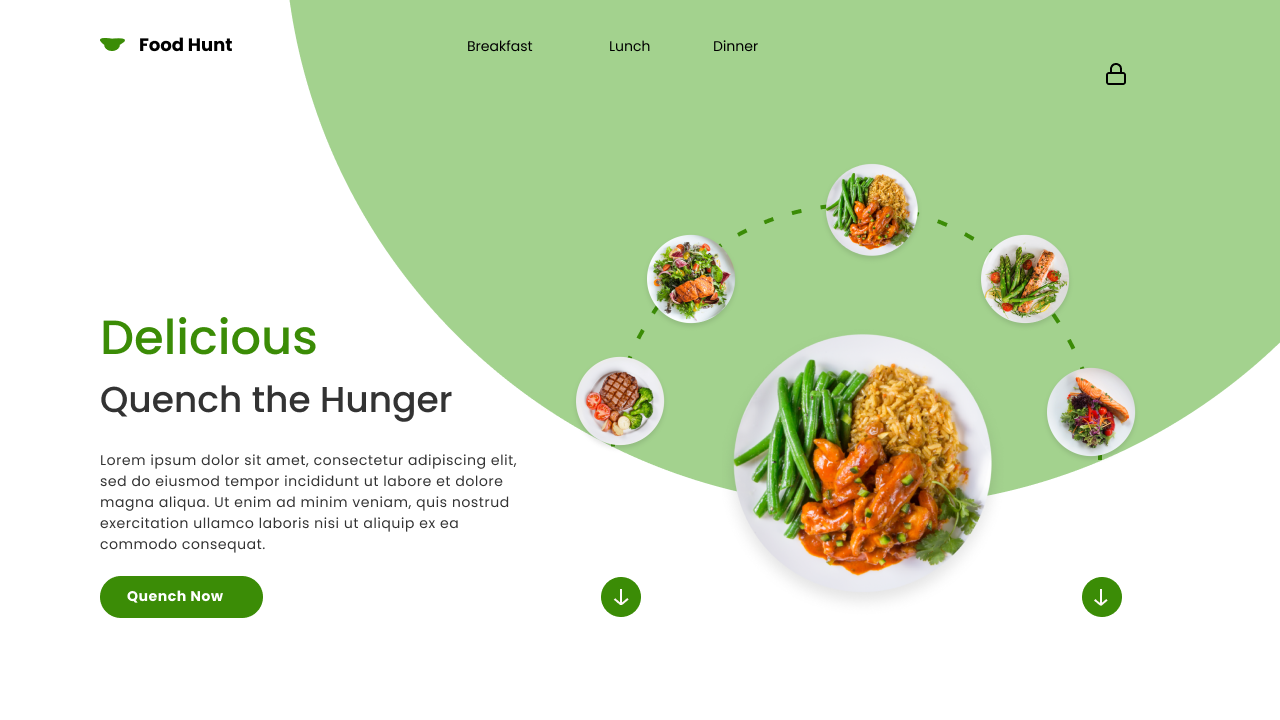 Food Hunt
Breakfast
Lunch
Dinner
Delicious
Quench the Hunger
Lorem ipsum dolor sit amet, consectetur adipiscing elit,
sed do eiusmod tempor incididunt ut labore et dolore
magna aliqua. Ut enim ad minim veniam, quis nostrud
exercitation ullamco laboris nisi ut aliquip ex ea
commodo consequat.
Quench Now